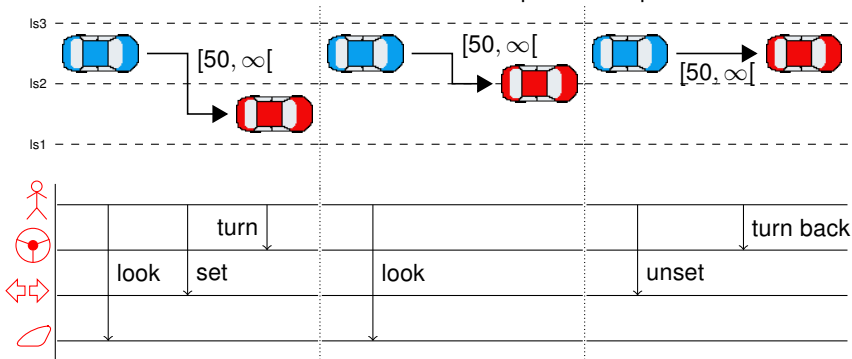 ls3
[50, ∞[
[50, ∞[
[50, ∞[
ls2
ls1
turn
turn back
look
set
look
unset